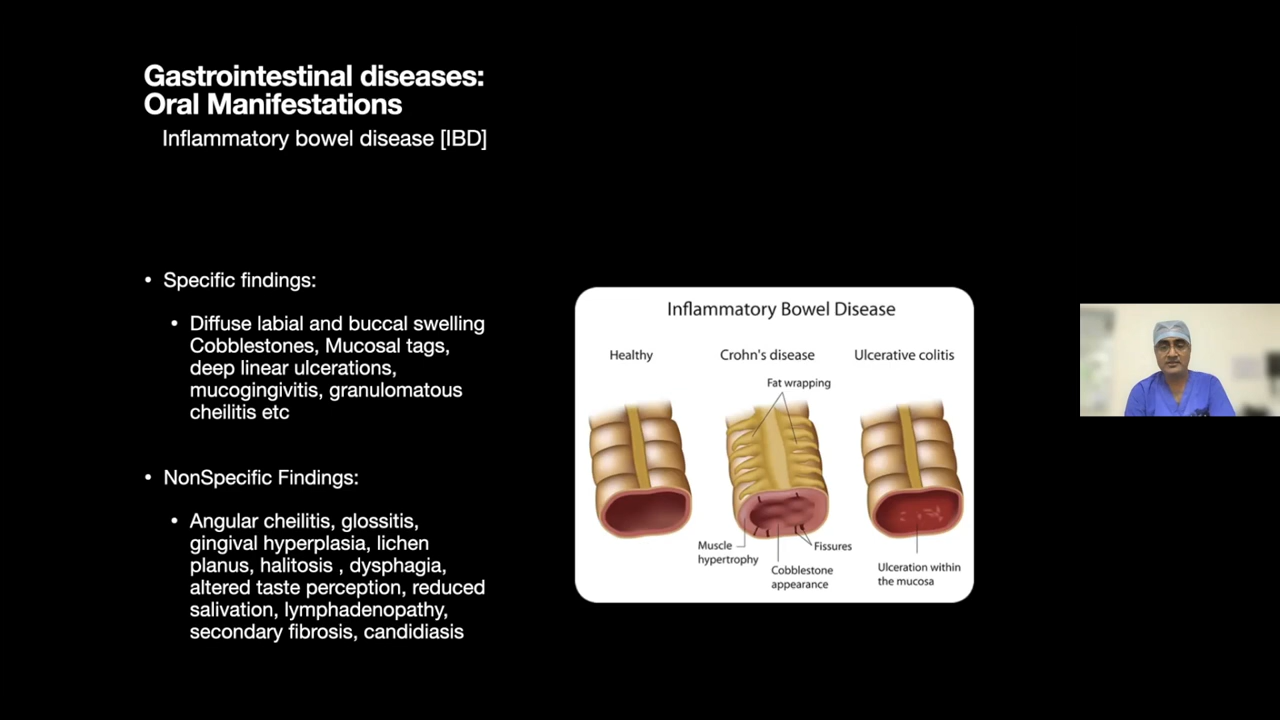 Gastrointestinal diseases:
Oral Manifestations
Inflammatory bowel disease [IBD]
• Specific findings:
• Diffuse labial and buccal swelling
Cobblestones, Mucosal tags,
deep linear ulcerations,
mucogingivitis, granulomatous
cheilitis etc
• NonSpecific Findings:
• Angular cheilitis, glossitis,
gingival hyperplasia, lichen
planus, halitosis , dysphagia,
altered taste perception, reduced
salivation, lymphadenopathy,
secondary fibrosis, candidiasis
Inflammatory Bowel Disease
Healthy
Crohn's disease
Ulcerative colitis
Fat wrapping
Muscle
hypertrophy
Fissures
Cobblestone
appearance
Ulceration within
the mucosa